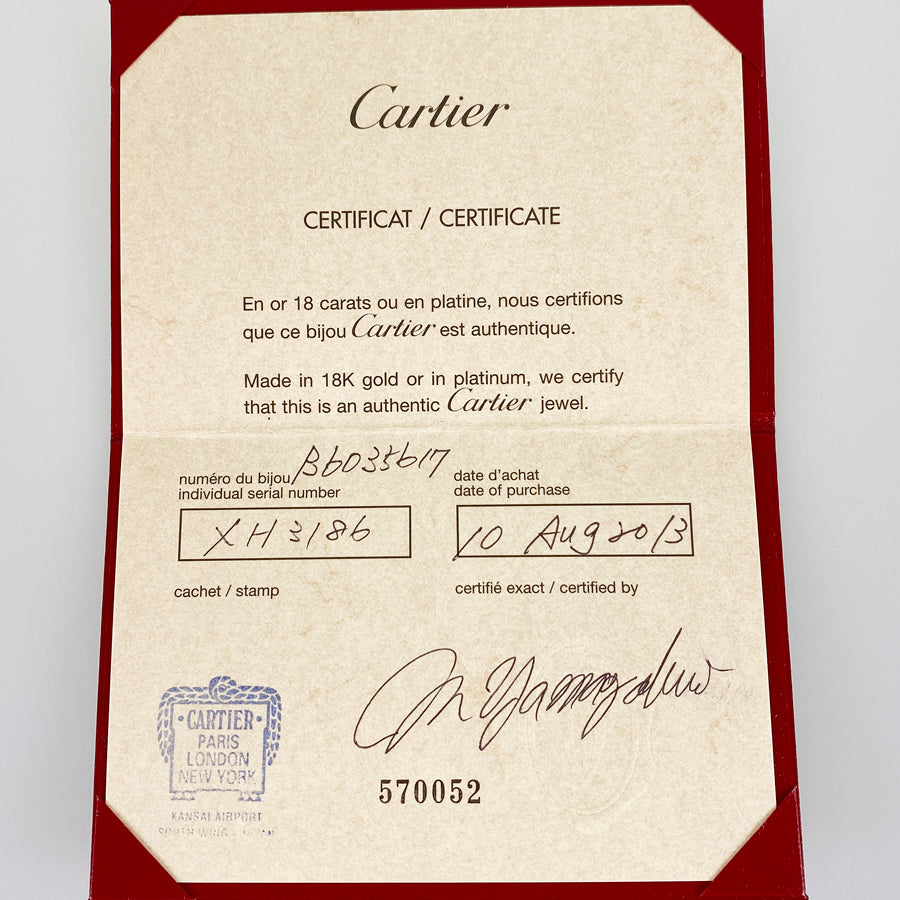 Cartier
CERTIFICAT / CERTIFICATE
En or 18 carats ou en platine, nous certifions
que ce bijou Cartier est authentique.
Made in 18K gold or in platinum, we certify
that this is an authentic Cartier jewel.
numéro du bijou B6035617
individual serial number
XH3186
date d'achat
date of purchase
10 Aug 2013
cachet / stamp
certifié exact / certified by
CARTIER
PARIS
LONDON
NEW YORK
KANSAI AIRPORT
570052